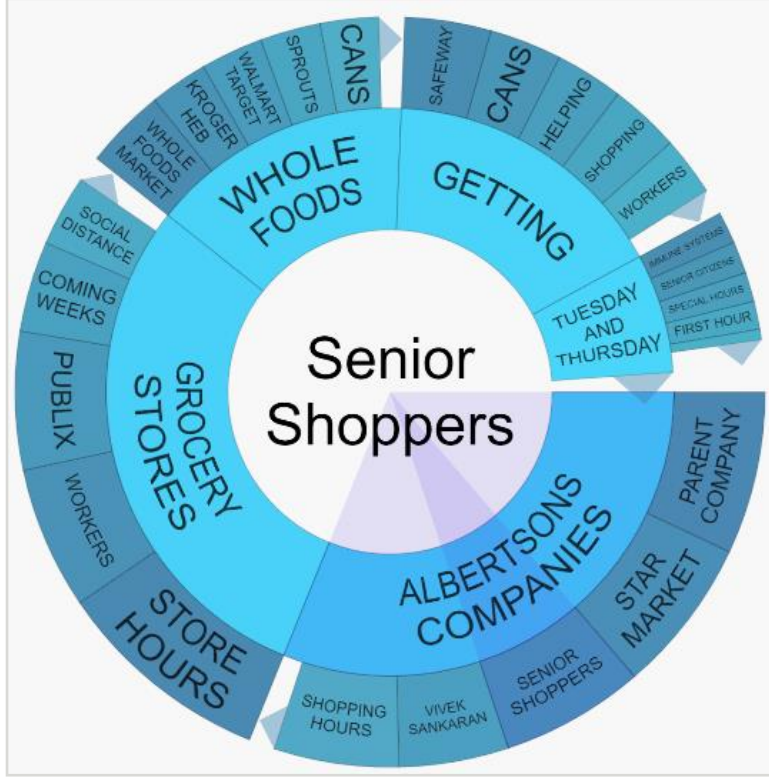 Senior
Shoppers
WHOLE
FOODS
WHOLE
FOODS
MARKET
KROGER
HEB
WALMART
TARGET
SPROUTS
CANS
GETTING
SAFEWAY
CANS
HELPING
SHOPPING
WORKERS
TUESDAY
AND
THURSDAY
IMMUNE SYSTEMS
SENIOR CITIZENS
SPECIAL HOURS
FIRST HOUR
ALBERTSONS
COMPANIES
PARENT
COMPANY
STAR
MARKET
SENIOR
SHOPPERS
VIVEK
SANKARAN
SHOPPING
HOURS
GROCERY
STORES
STORE
HOURS
WORKERS
PUBLIX
COMING
WEEKS
SOCIAL
DISTANCE